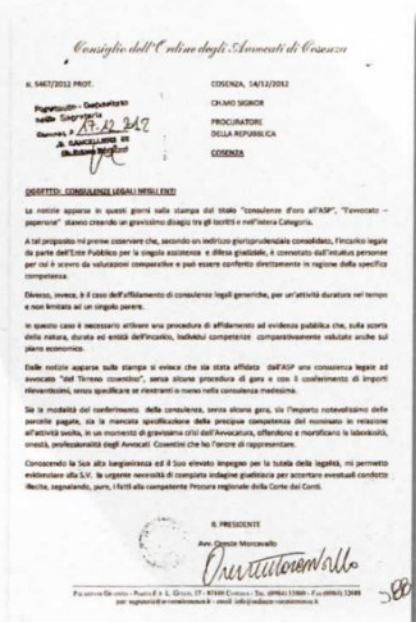 Consiglio dell'Ordine degli Avvocati di Cosenza
N. 5467/2012 PROT.
COSENZA, 14/12/2012
CH.MO SIGNOR
PROCURATORE
DELLA REPUBBLICA
COSENZA
Segreteria
17-12-2012
IL CANCELLIERE
OGGETTO: CONSULENZE LEGALI NEGLI ENTI
Le notizie apparse in questi giorni sulla stampa dal titolo "consulenze d'oro all'ASP", "l'avvocato –
paperone" stanno creando un gravissimo disagio tra gli iscritti e nell'intera Categoria.
A tal proposito mi preme osservare che, secondo un indirizzo giurisprudenziale consolidato, l'incarico legale
da parte dell'Ente Pubblico per la singola assistenza e difesa giudiziale, è connotato dall'intuitus personae
per cui è scevro da valutazioni comparative e può essere conferito direttamente in ragione della specifica
competenza.
Diverso, invece, è il caso dell'affidamento di consulenze legali generiche, per un'attività duratura nel tempo
e non limitata ad un singolo parere.
In questo caso è necessario attivare una procedura di affidamento ad evidenza pubblica che, sulla scorta
della natura, durata ed entità dell'incarico, individui competenze comparativamente valutate anche sul
piano economico.
Dalle notizie apparse sulla stampa si evince che sia stata affidata dall'ASP una consulenza legale ad
avvocato "del Tirreno cosentino", senza alcuna procedura di gara e con il conferimento di importi
rilevantissimi, senza specificare se rientranti o meno nella consulenza medesima.
Sia la modalità del conferimento della consulenza, senza alcuna gara, sia l'importo notevolissimo delle
parcelle pagate, sia la mancata specificazione della precipua competenza del nominato in relazione
all'attività svolta, in un momento di gravissima crisi dell'Avvocatura, offendono e mortificano la laboriosità,
onestà, professionalità degli Avvocati Cosentini che ho l'onore di rappresentare.
Conoscendo la Sua alta lungimiranza ed il Suo elevato impegno per la tutela della legalità, mi permetto
evidenziare alla S.V. la urgente necessità di compiuta indagine giudiziaria per accertare eventuali condotte
illecite, segnalando, pure, i fatti alla competente Procura regionale della Corte dei Conti.
IL PRESIDENTE
Avv. Oreste Morcavallo